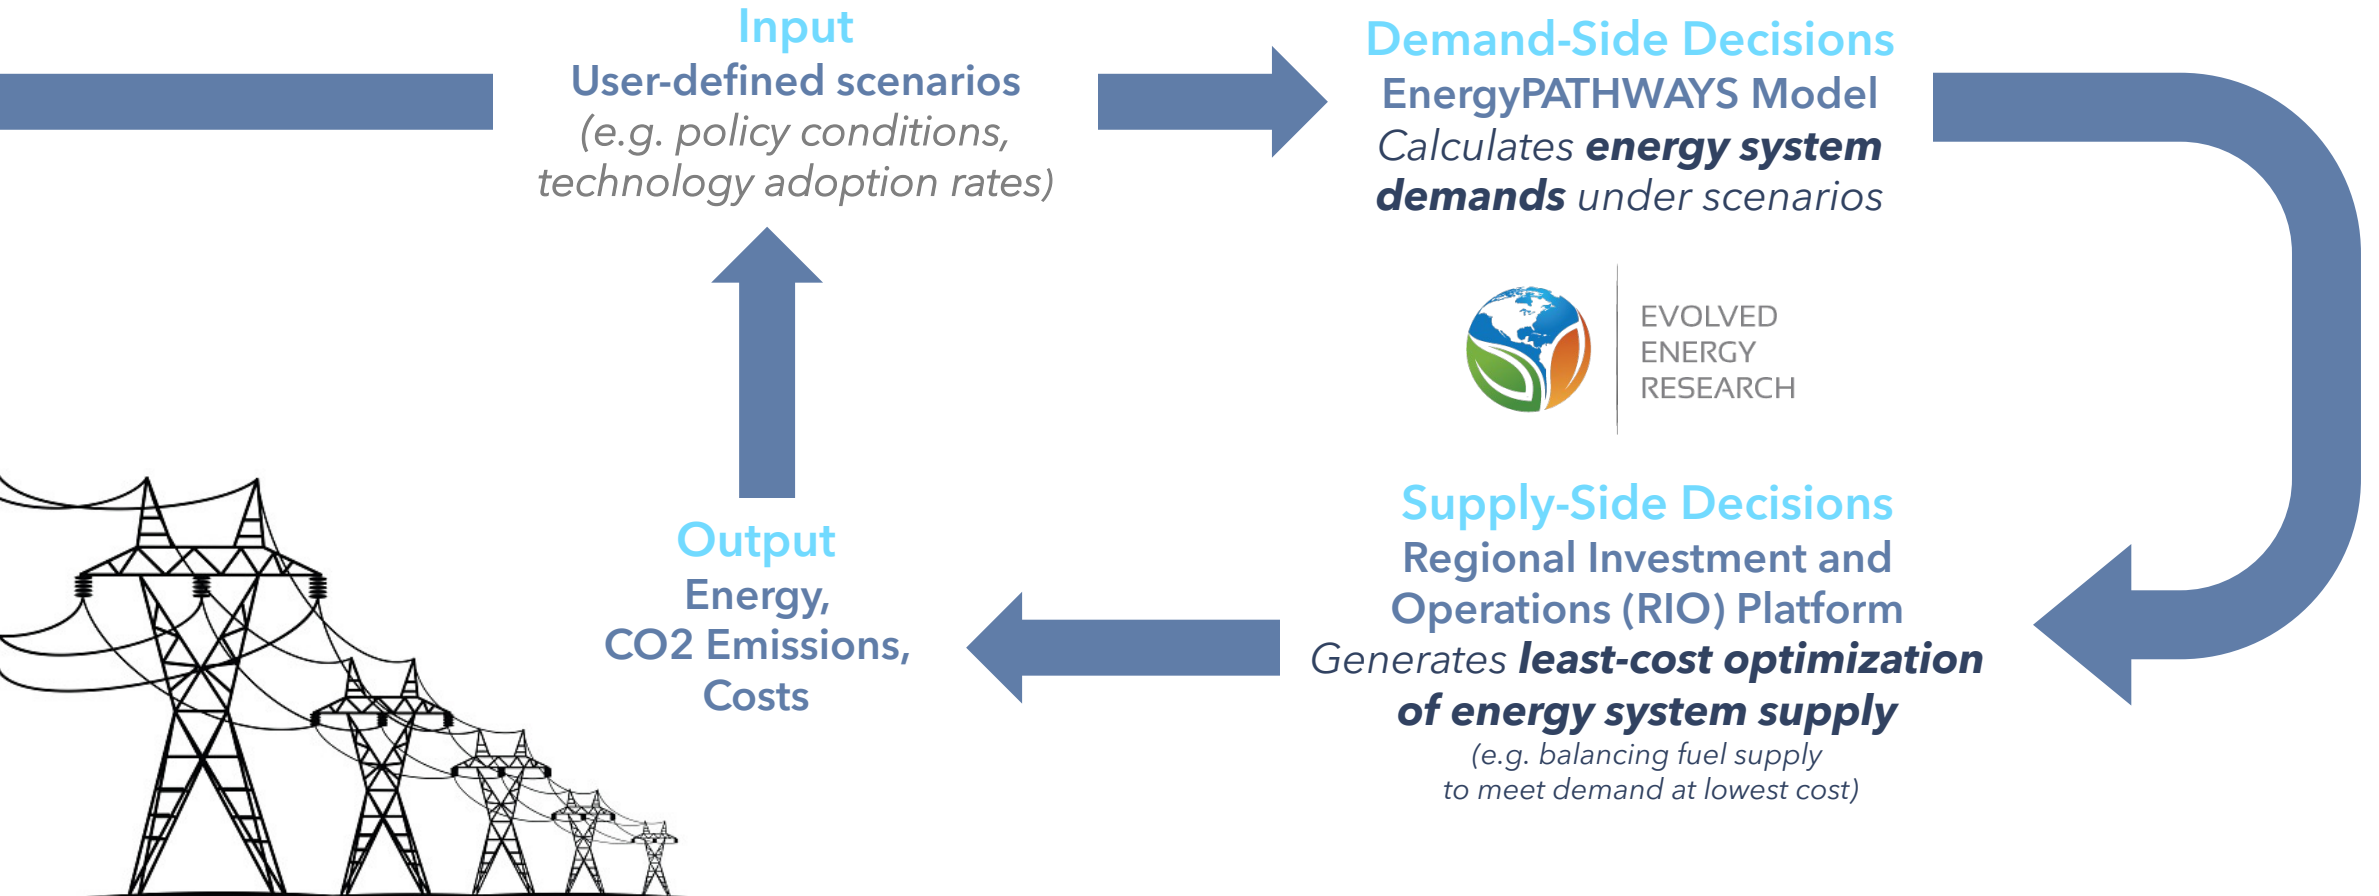 Input
User-defined scenarios
(e.g. policy conditions,
technology adoption rates)
Demand-Side Decisions
EnergyPATHWAYS Model
Calculates energy system
demands under scenarios
EVOLVED
ENERGY
RESEARCH
Supply-Side Decisions
Regional Investment and
Operations (RIO) Platform
Generates least-cost optimization
of energy system supply
(e.g. balancing fuel supply
to meet demand at lowest cost)
Output
Energy,
CO2 Emissions,
Costs